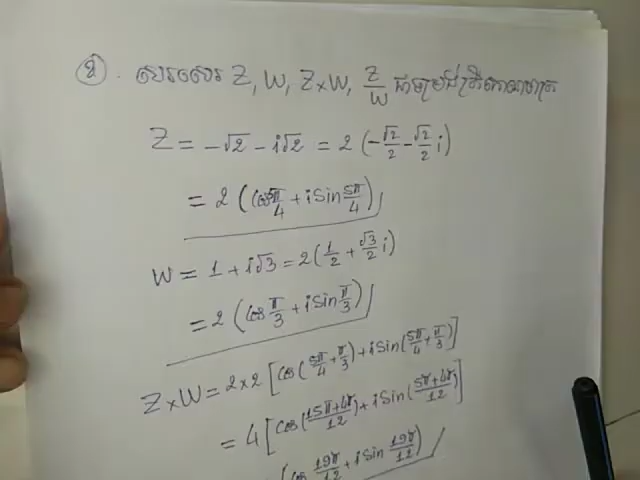 ២. សរសេរ Z, W, Z×W, Z/W ជាទម្រង់ត្រីកោណមាត្រ
Z = -√2 - i√2 = 2 (-√2/2 - √2/2 i)
= 2 (cos 5π/4 + i sin 5π/4)
W = 1 + i√3 = 2(1/2 + √3/2 i)
= 2 (cos π/3 + i sin π/3)
Z×W = 2×2 [cos (5π/4 + π/3) + i sin (5π/4 + π/3)]
= 4 [cos (15π+4π/12) + i sin (15π+4π/12)]
(cos 19π/12 + i sin 19π/12)